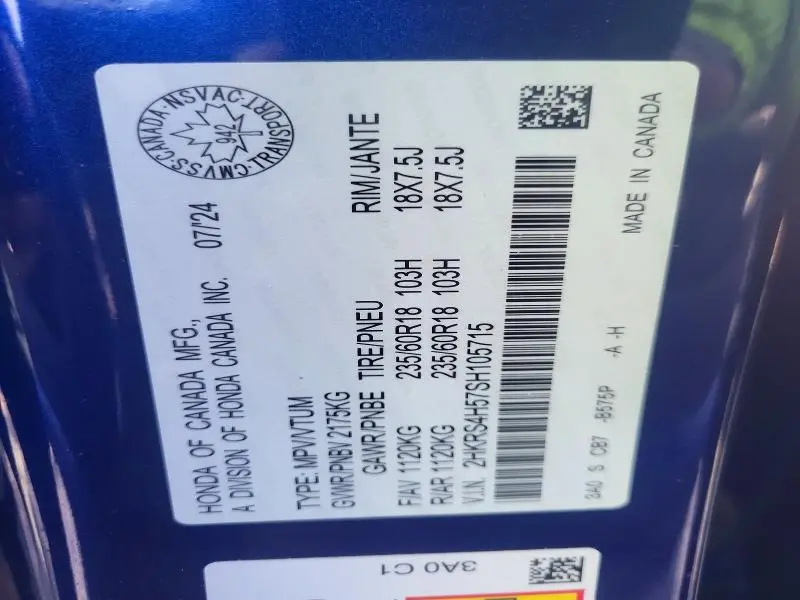 HONDA OF CANADA MFG.,
A DIVISION OF HONDA CANADA INC. 07/'24
CMVSS·CANADA·NSVAC·TRANSPORT
942
TYPE: MPV/VTUM
GVWR/PNBV 2175KG
GAWR/PNBE TIRE/PNEU RIM/JANTE
F/AV 1120KG 235/60R18 103H 18X7.5J
R/AR 1120KG 235/60R18 103H 18X7.5J
V.I.N. 2HKRS4H57SH105715
3A0 S CB7 -B575P -A -H
MADE IN CANADA
3A0 C1